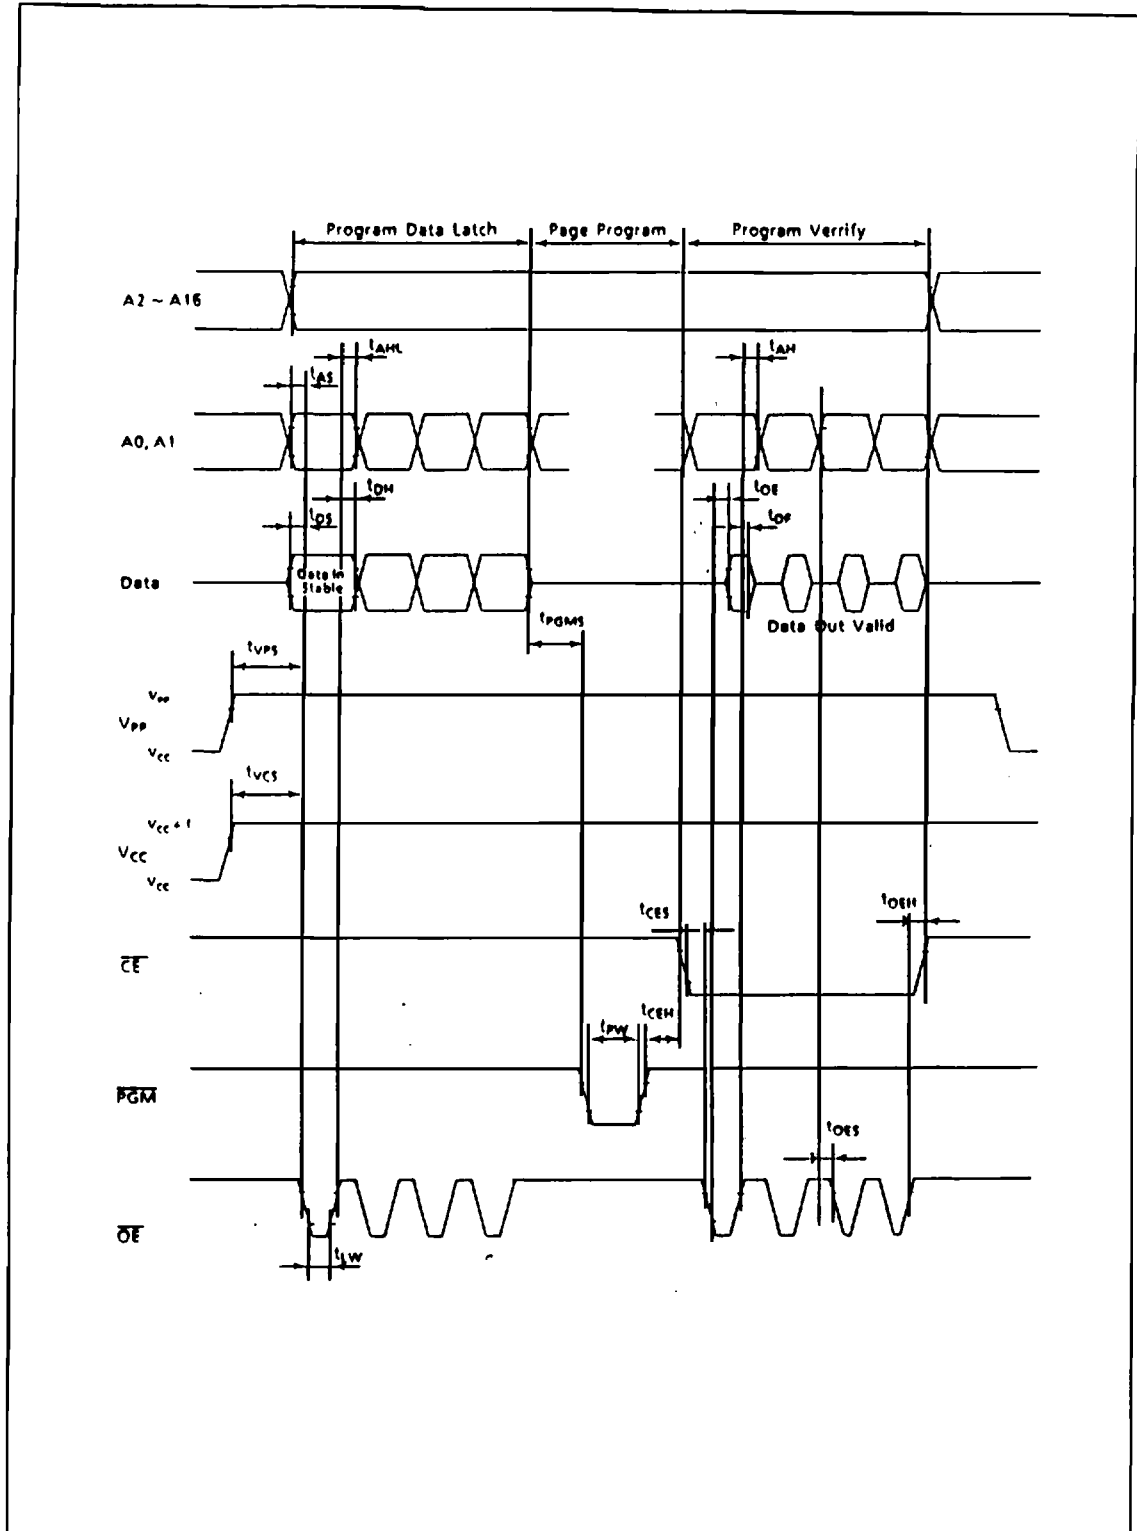 Program Data Latch Page Program Program Verrify
A2 ~ A16
tAHL tAH
tAS
A0, A1
tDH tOE
tDS tDF
Data Data In Stable
tPGMS Data Out Valid
tVPS
VPP
VPP
VCC
tVCS
VCC + 1
VCC
VCC
tCES tOEH
CE
tPW tCEH
PGM
tOES
OE
tLW